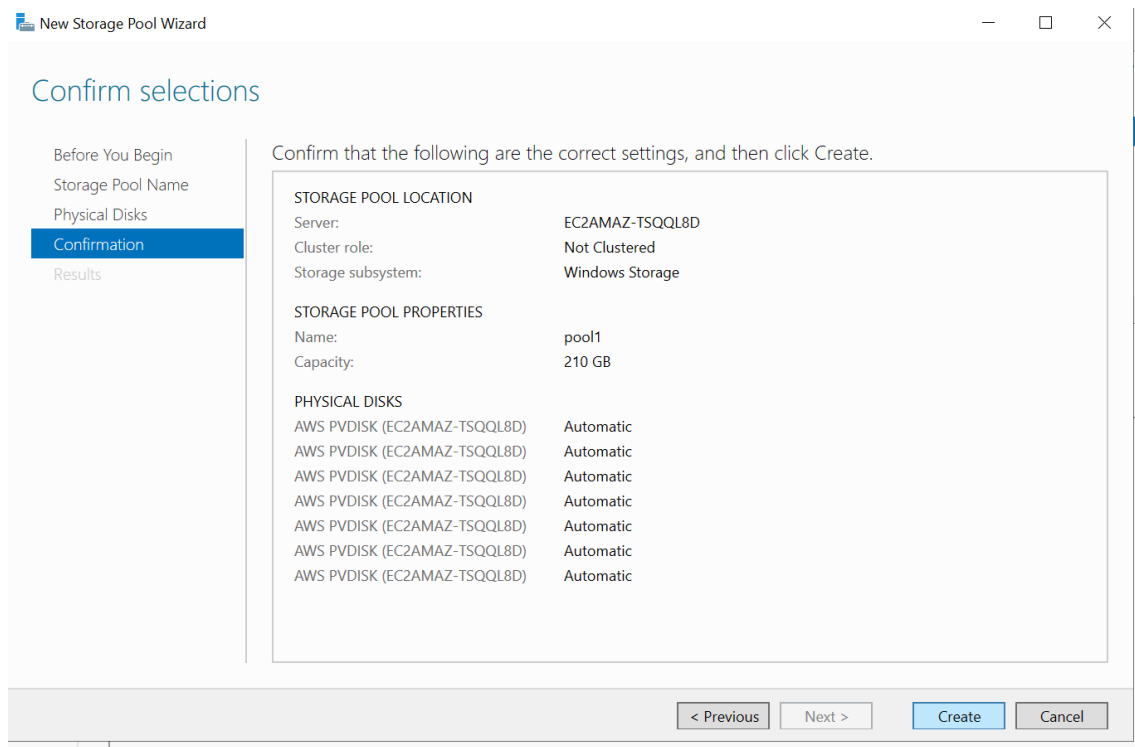 New Storage Pool Wizard
Confirm selections
Before You Begin
Storage Pool Name
Physical Disks
Confirmation
Results
Confirm that the following are the correct settings, and then click Create.
STORAGE POOL LOCATION
Server: EC2AMAZ-TSQQL8D
Cluster role: Not Clustered
Storage subsystem: Windows Storage
STORAGE POOL PROPERTIES
Name: pool1
Capacity: 210 GB
PHYSICAL DISKS
AWS PVDISK (EC2AMAZ-TSQQL8D) Automatic
AWS PVDISK (EC2AMAZ-TSQQL8D) Automatic
AWS PVDISK (EC2AMAZ-TSQQL8D) Automatic
AWS PVDISK (EC2AMAZ-TSQQL8D) Automatic
AWS PVDISK (EC2AMAZ-TSQQL8D) Automatic
AWS PVDISK (EC2AMAZ-TSQQL8D) Automatic
AWS PVDISK (EC2AMAZ-TSQQL8D) Automatic
< Previous Next > Create Cancel